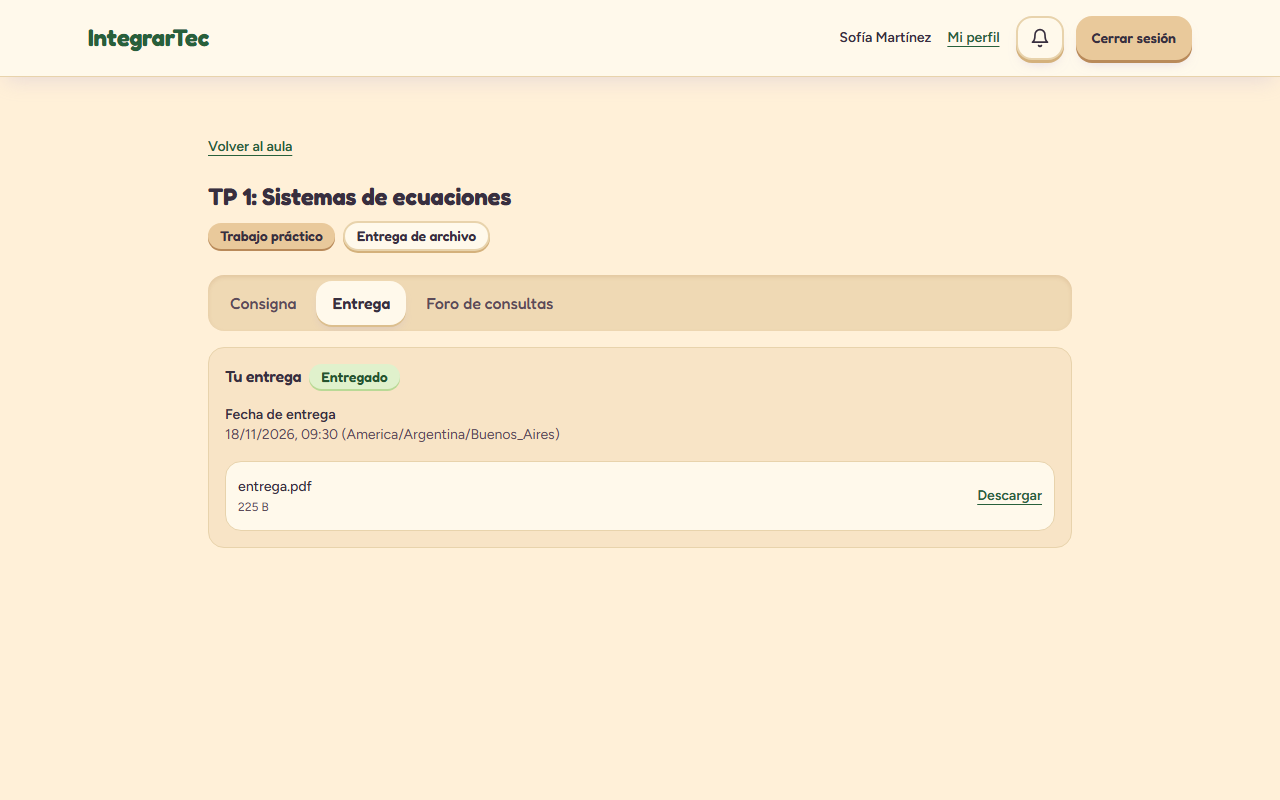 IntegrarTec
Sofía Martínez
Mi perfil
Cerrar sesión
Volver al aula
TP 1: Sistemas de ecuaciones
Trabajo práctico
Entrega de archivo
Consigna
Entrega
Foro de consultas
Tu entrega
Entregado
Fecha de entrega
18/11/2026, 09:30 (America/Argentina/Buenos_Aires)
entrega.pdf
225 B
Descargar